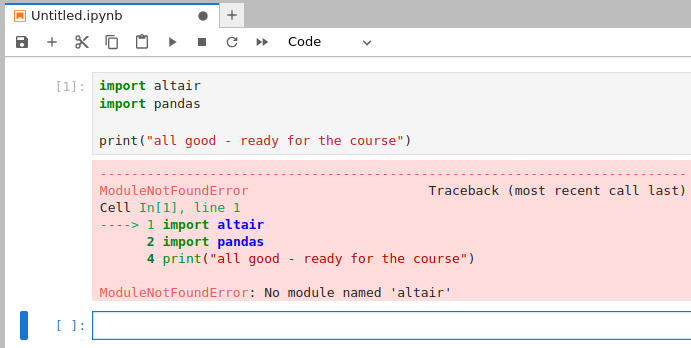 Untitled.ipynb
Code
[1]: import altair
import pandas
print("all good - ready for the course")
---------------------------------------------------------------------------
ModuleNotFoundError Traceback (most recent call last)
Cell In[1], line 1
----> 1 import altair
2 import pandas
4 print("all good - ready for the course")
ModuleNotFoundError: No module named 'altair'
[ ]: